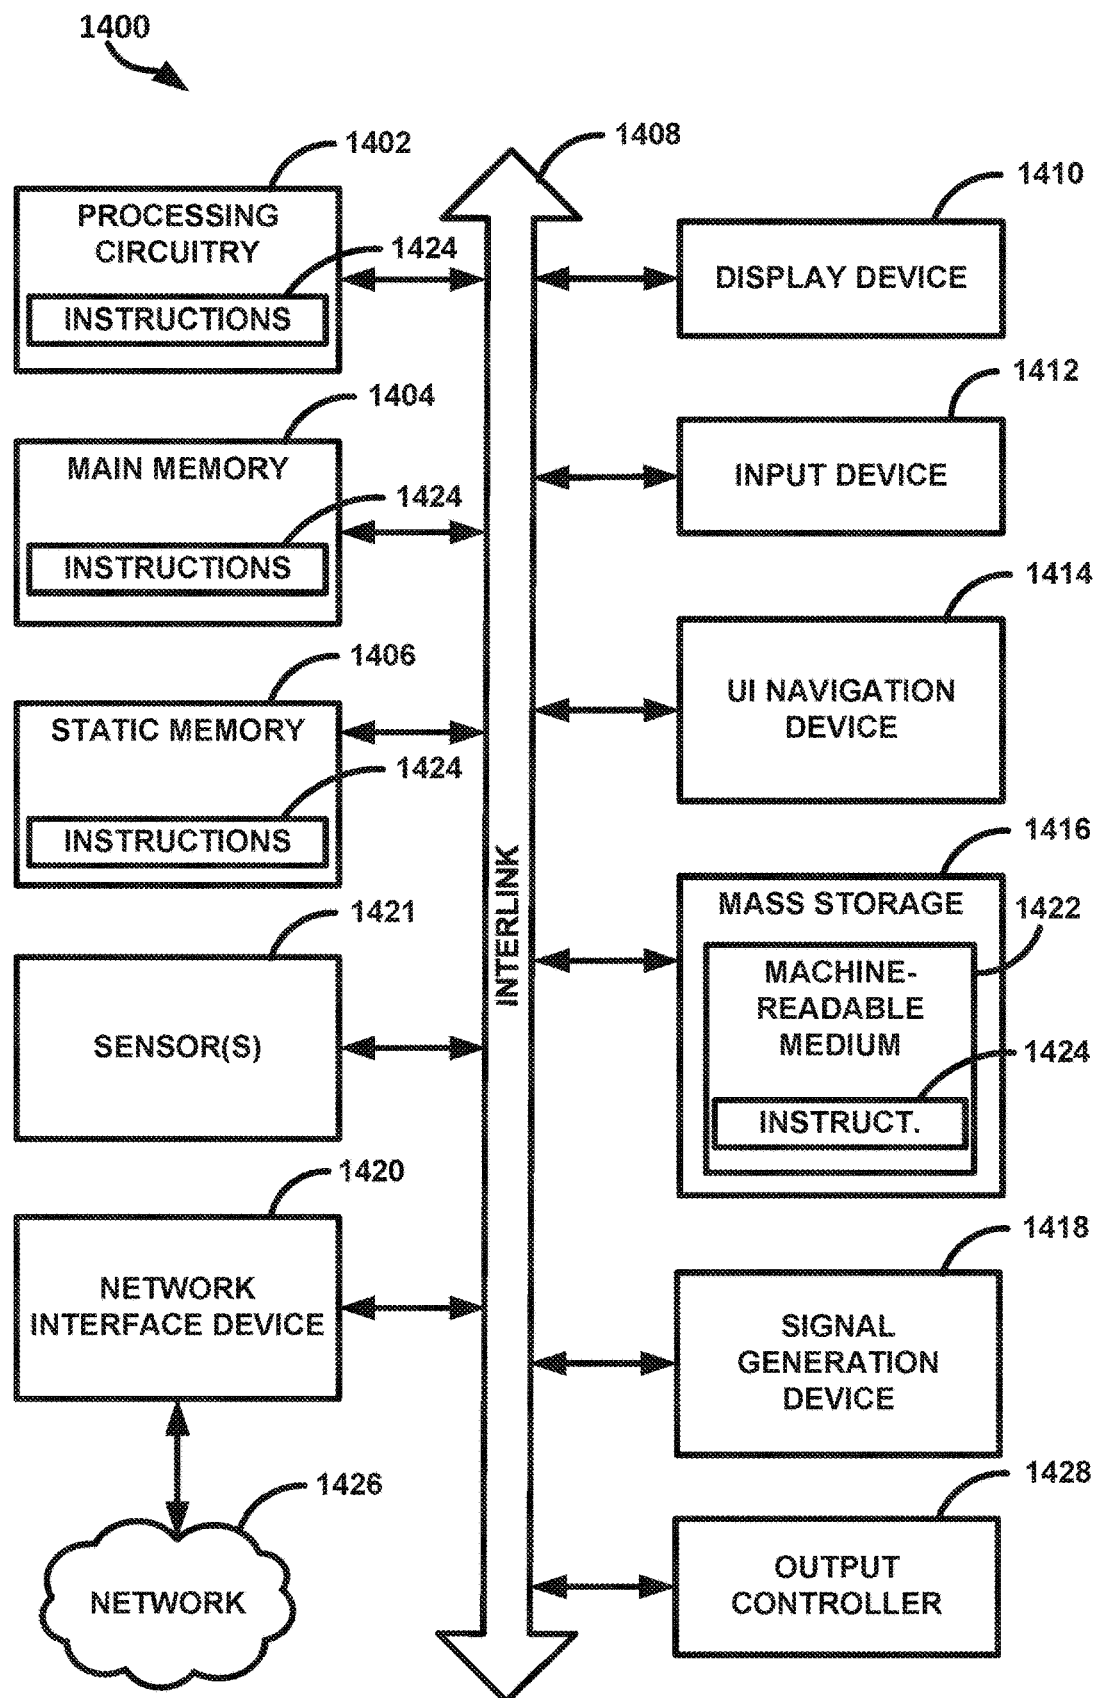 1400
1402
PROCESSING
CIRCUITRY
1424
INSTRUCTIONS
1404
MAIN MEMORY
1424
INSTRUCTIONS
1406
STATIC MEMORY
1424
INSTRUCTIONS
1421
SENSOR(S)
1420
NETWORK
INTERFACE DEVICE
1426
NETWORK
1408
INTERLINK
1410
DISPLAY DEVICE
1412
INPUT DEVICE
1414
UI NAVIGATION
DEVICE
1416
MASS STORAGE
1422
MACHINE-
READABLE
MEDIUM
1424
INSTRUCT.
1418
SIGNAL
GENERATION
DEVICE
1428
OUTPUT
CONTROLLER